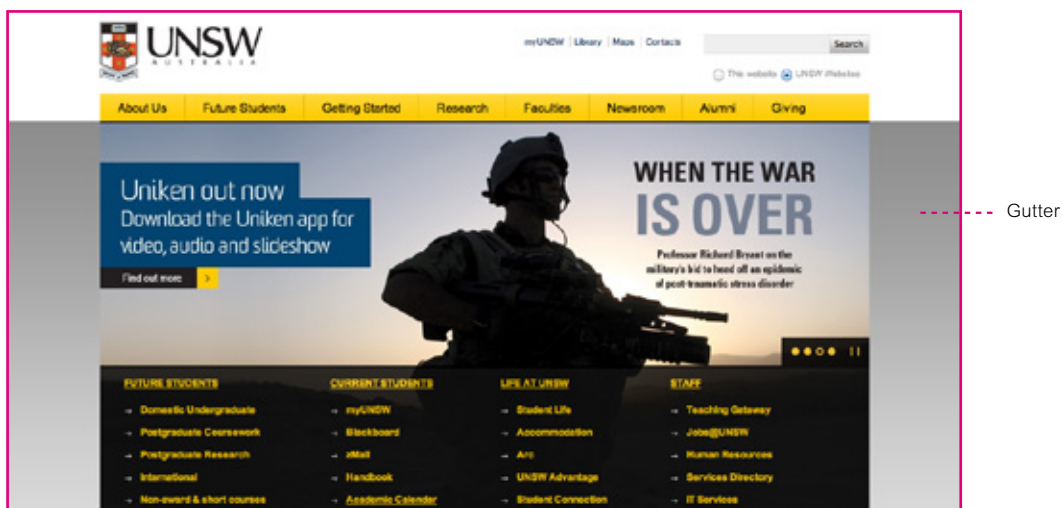 UNSW
AUSTRALIA
myUNSW | Library | Maps | Contacts
Search
This website UNSW Websites
About Us Future Students Getting Started Research Faculties Newsroom Alumni Giving
Uniken out now
Download the Uniken app for
video, audio and slideshow
Find out more >
WHEN THE WAR
IS OVER
Professor Richard Bryant on the
military's bid to head off an epidemic
of post-traumatic stress disorder
Gutter
FUTURE STUDENTS CURRENT STUDENTS LIFE AT UNSW STAFF
→ Domestic Undergraduate → myUNSW → Student Life → Teaching Gateway
→ Postgraduate Coursework → Blackboard → Accommodation → Jobs@UNSW
→ Postgraduate Research → zMail → Arc → Human Resources
→ International → Handbook → UNSW Advantage → Services Directory
→ Non-award & short courses → Academic Calendar → Student Connection → IT Services